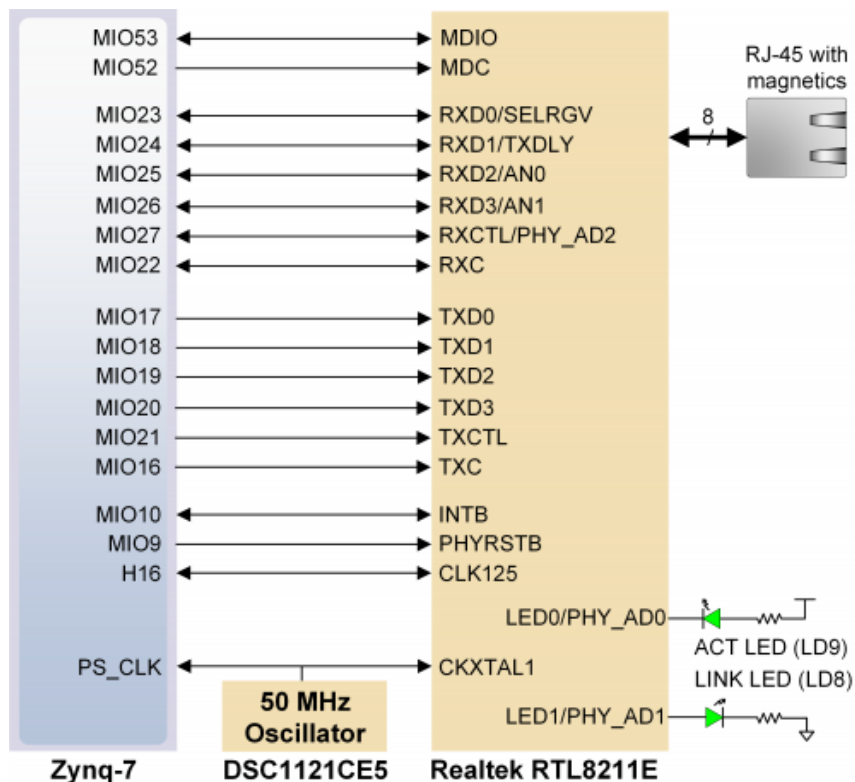 MIO53 MDIO
MIO52 MDC
RJ-45 with
magnetics
MIO23 RXD0/SELRGV
8
MIO24 RXD1/TXDLY
MIO25 RXD2/AN0
MIO26 RXD3/AN1
MIO27 RXCTL/PHY_AD2
MIO22 RXC
MIO17 TXD0
MIO18 TXD1
MIO19 TXD2
MIO20 TXD3
MIO21 TXCTL
MIO16 TXC
MIO10 INTB
MIO9 PHYRSTB
H16 CLK125
LED0/PHY_AD0
ACT LED (LD9)
PS_CLK CKXTAL1
LINK LED (LD8)
50 MHz
Oscillator
LED1/PHY_AD1
Zynq-7 DSC1121CE5 Realtek RTL8211E